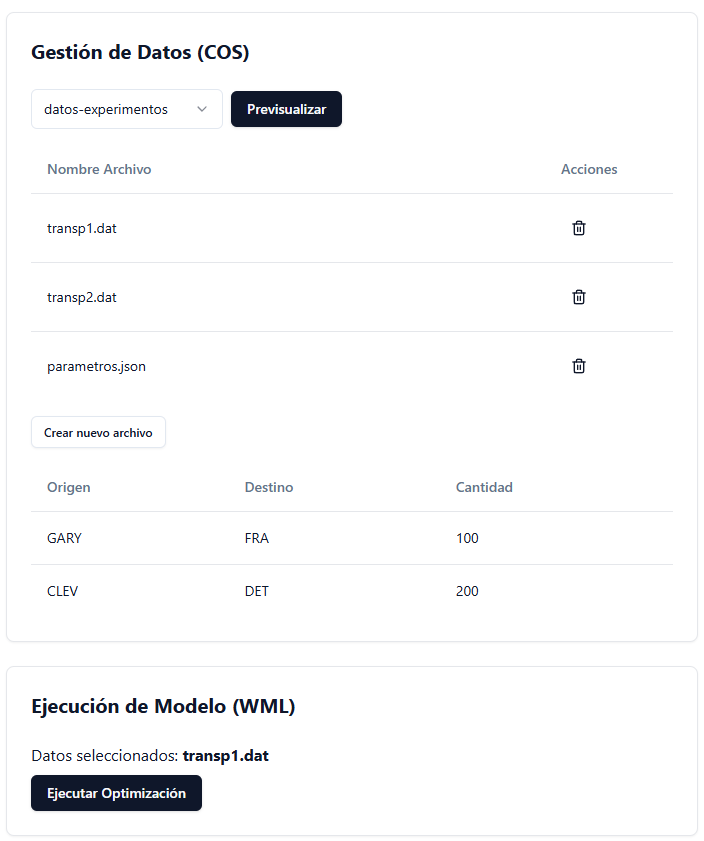 Gestión de Datos (COS)
datos-experimentos Previsualizar
Nombre Archivo Acciones
transp1.dat
transp2.dat
parametros.json
Crear nuevo archivo
Origen Destino Cantidad
GARY FRA 100
CLEV DET 200
Ejecución de Modelo (WML)
Datos seleccionados: transp1.dat
Ejecutar Optimización